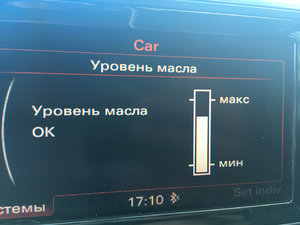 Car
Уровень масла
Уровень масла
OK
макс
мин
Set indiv.
стемы
17:10